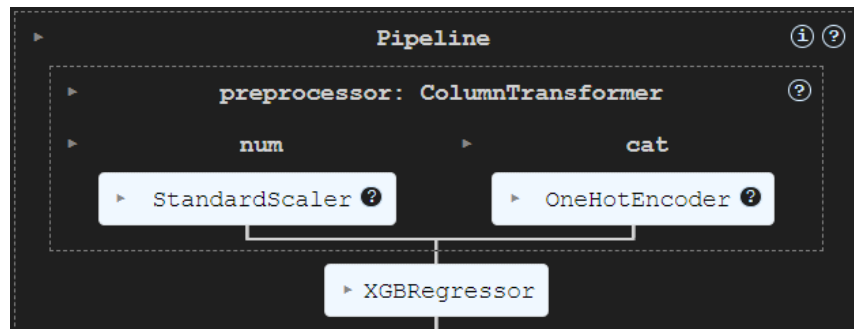 Pipeline i ?
preprocessor: ColumnTransformer ?
num cat
StandardScaler ? OneHotEncoder ?
XGBRegressor